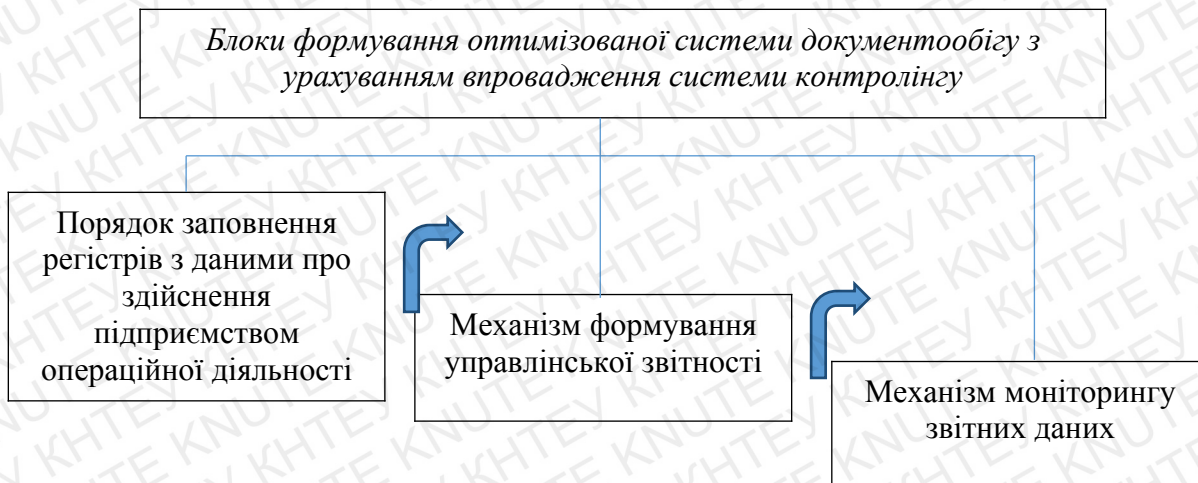 Блоки формування оптимізованої системи документообігу з
урахуванням впровадження системи контролінгу
Порядок заповнення
регістрів з даними про
здійснення
підприємством
операційної діяльності
Механізм формування
управлінської звітності
Механізм моніторингу
звітних даних